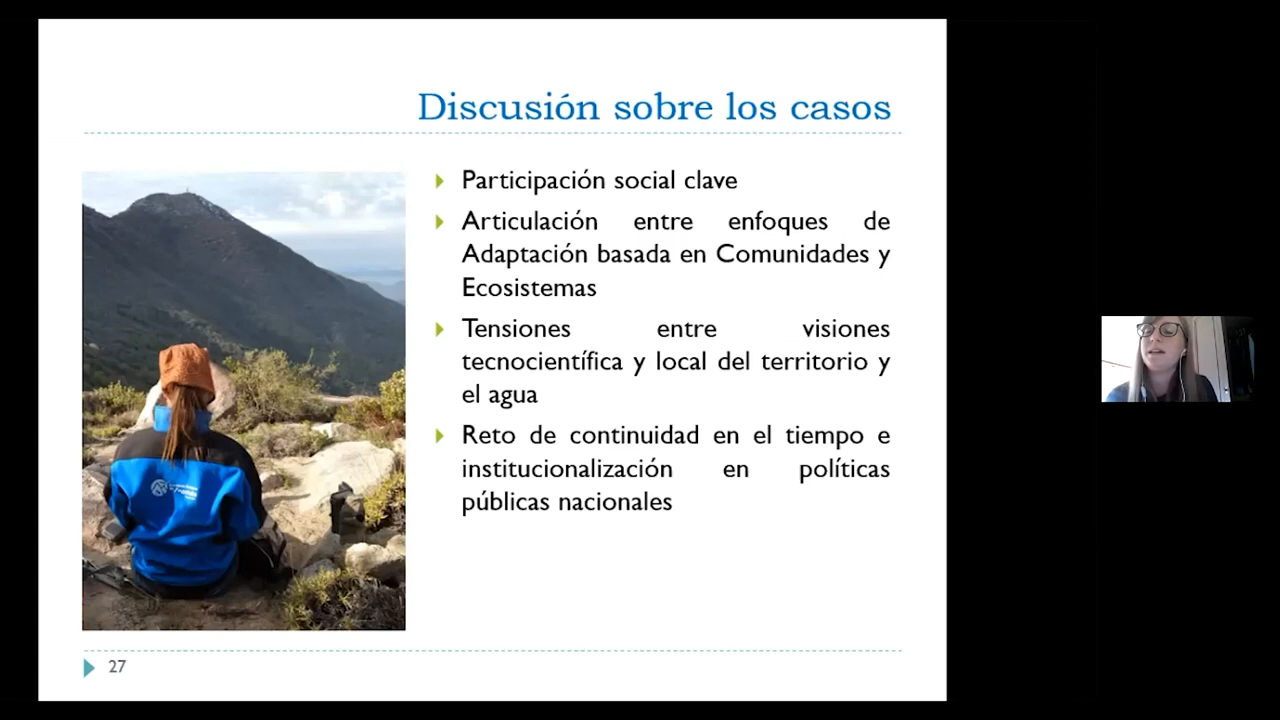 Discusión sobre los casos
Participación social clave
Articulación entre enfoques de
Adaptación basada en Comunidades y
Ecosistemas
Tensiones entre visiones
tecnocientífica y local del territorio y
el agua
Reto de continuidad en el tiempo e
institucionalización en políticas
públicas nacionales
27